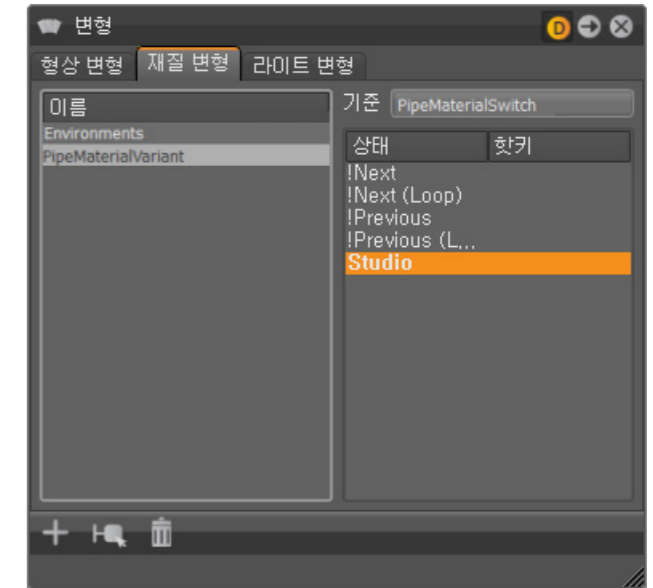 변형
D
형상 변형 재질 변형 라이트 변형
이름
Environments
PipeMaterialVariant
기준 PipeMaterialSwitch
상태 핫키
!Next
!Next (Loop)
!Previous
!Previous (L...
Studio